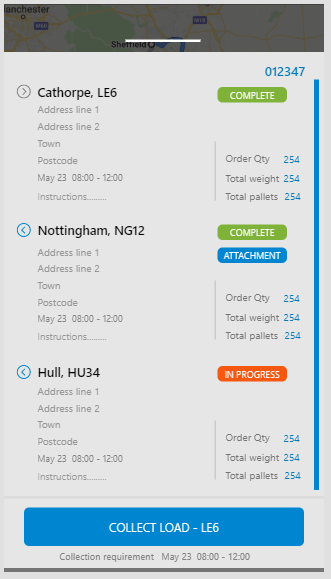 anchester
M18
Sheffield
012347
Cathorpe, LE6
COMPLETE
Address line 1
Address line 2
Town
Postcode
May 23 08:00 - 12:00
Instructions.........
Order Qty 254
Total weight 254
Total pallets 254
Nottingham, NG12
COMPLETE
ATTACHMENT
Address line 1
Address line 2
Town
Postcode
May 23 08:00 - 12:00
Instructions.........
Order Qty 254
Total weight 254
Total pallets 254
Hull, HU34
IN PROGRESS
Address line 1
Address line 2
Town
Postcode
May 23 08:00 - 12:00
Instructions.........
Order Qty 254
Total weight 254
Total pallets 254
COLLECT LOAD - LE6
Collection requirement May 23 08:00 - 12:00